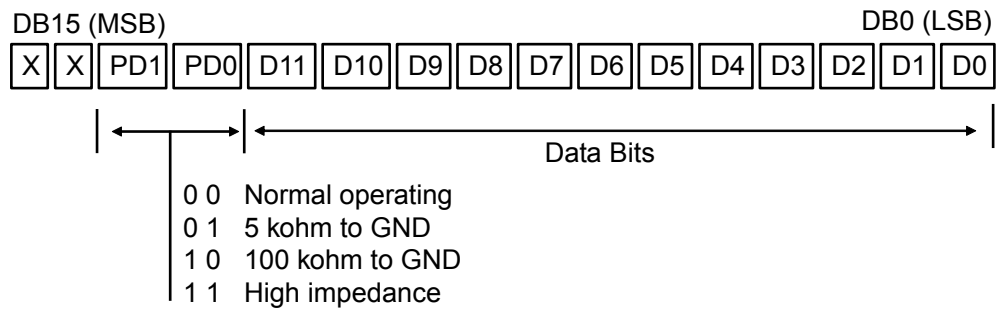 DB15 (MSB) DB0 (LSB)
X X PD1 PD0 D11 D10 D9 D8 D7 D6 D5 D4 D3 D2 D1 D0
Data Bits
0 0 Normal operating
0 1 5 kohm to GND
1 0 100 kohm to GND
1 1 High impedance